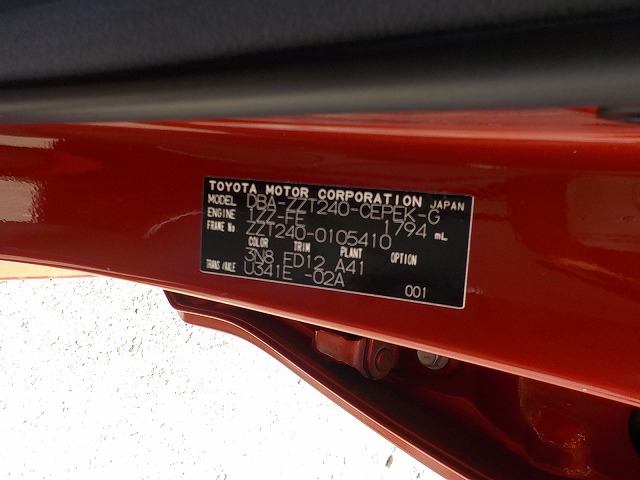 TOYOTA MOTOR CORPORATION JAPAN
MODEL DBA-ZZT240-CEPEK-G
ENGINE 1ZZ-FE 1794 mL
FRAME No ZZT240-0105410
COLOR TRIM PLANT OPTION
3N8 FD12 A41
TRANS/AXLE U341E -02A 001